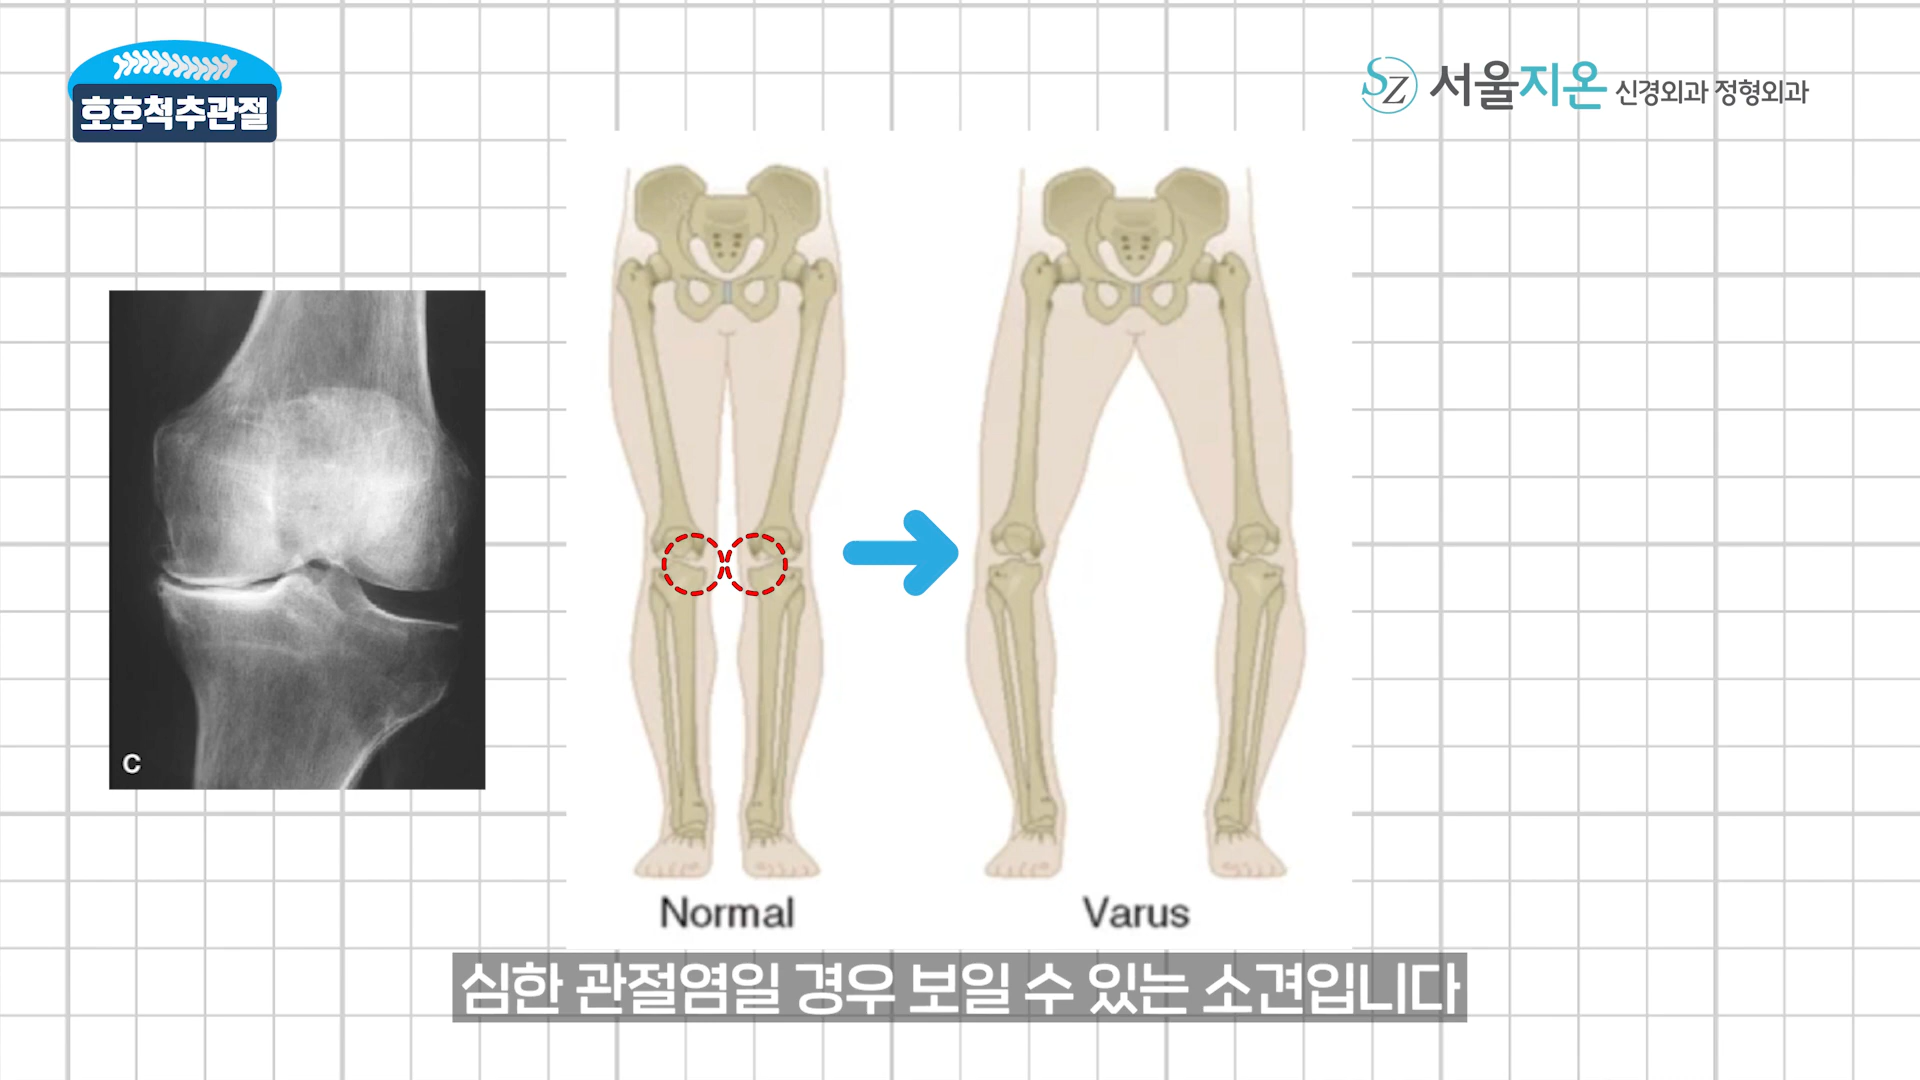 호호척추관절
SZ 서울지온 신경외과 정형외과
C
Normal
Varus
심한 관절염일 경우 보일 수 있는 소견입니다